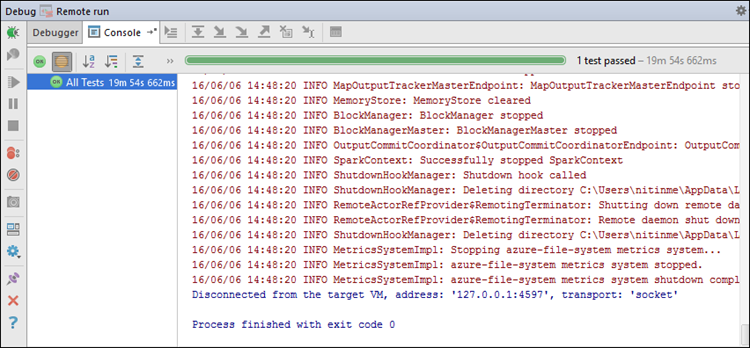 Debug Remote run
Debugger Console
1 test passed – 19m 54s 662ms
All Tests 19m 54s 662ms
16/06/06 14:48:20 INFO MapOutputTrackerMasterEndpoint: MapOutputTrackerMasterEndpoint sto
16/06/06 14:48:20 INFO MemoryStore: MemoryStore cleared
16/06/06 14:48:20 INFO BlockManager: BlockManager stopped
16/06/06 14:48:20 INFO BlockManagerMaster: BlockManagerMaster stopped
16/06/06 14:48:20 INFO OutputCommitCoordinator$OutputCommitCoordinatorEndpoint: OutputCom
16/06/06 14:48:20 INFO SparkContext: Successfully stopped SparkContext
16/06/06 14:48:20 INFO ShutdownHookManager: Shutdown hook called
16/06/06 14:48:20 INFO ShutdownHookManager: Deleting directory C:\Users\nitinme\AppData\L
16/06/06 14:48:20 INFO RemoteActorRefProvider$RemotingTerminator: Shutting down remote da
16/06/06 14:48:20 INFO RemoteActorRefProvider$RemotingTerminator: Remote daemon shut down
16/06/06 14:48:20 INFO ShutdownHookManager: Deleting directory C:\Users\nitinme\AppData\L
16/06/06 14:48:20 INFO MetricsSystemImpl: Stopping azure-file-system metrics system...
16/06/06 14:48:20 INFO MetricsSystemImpl: azure-file-system metrics system stopped.
16/06/06 14:48:20 INFO MetricsSystemImpl: azure-file-system metrics system shutdown compl
Disconnected from the target VM, address: '127.0.0.1:4597', transport: 'socket'
Process finished with exit code 0